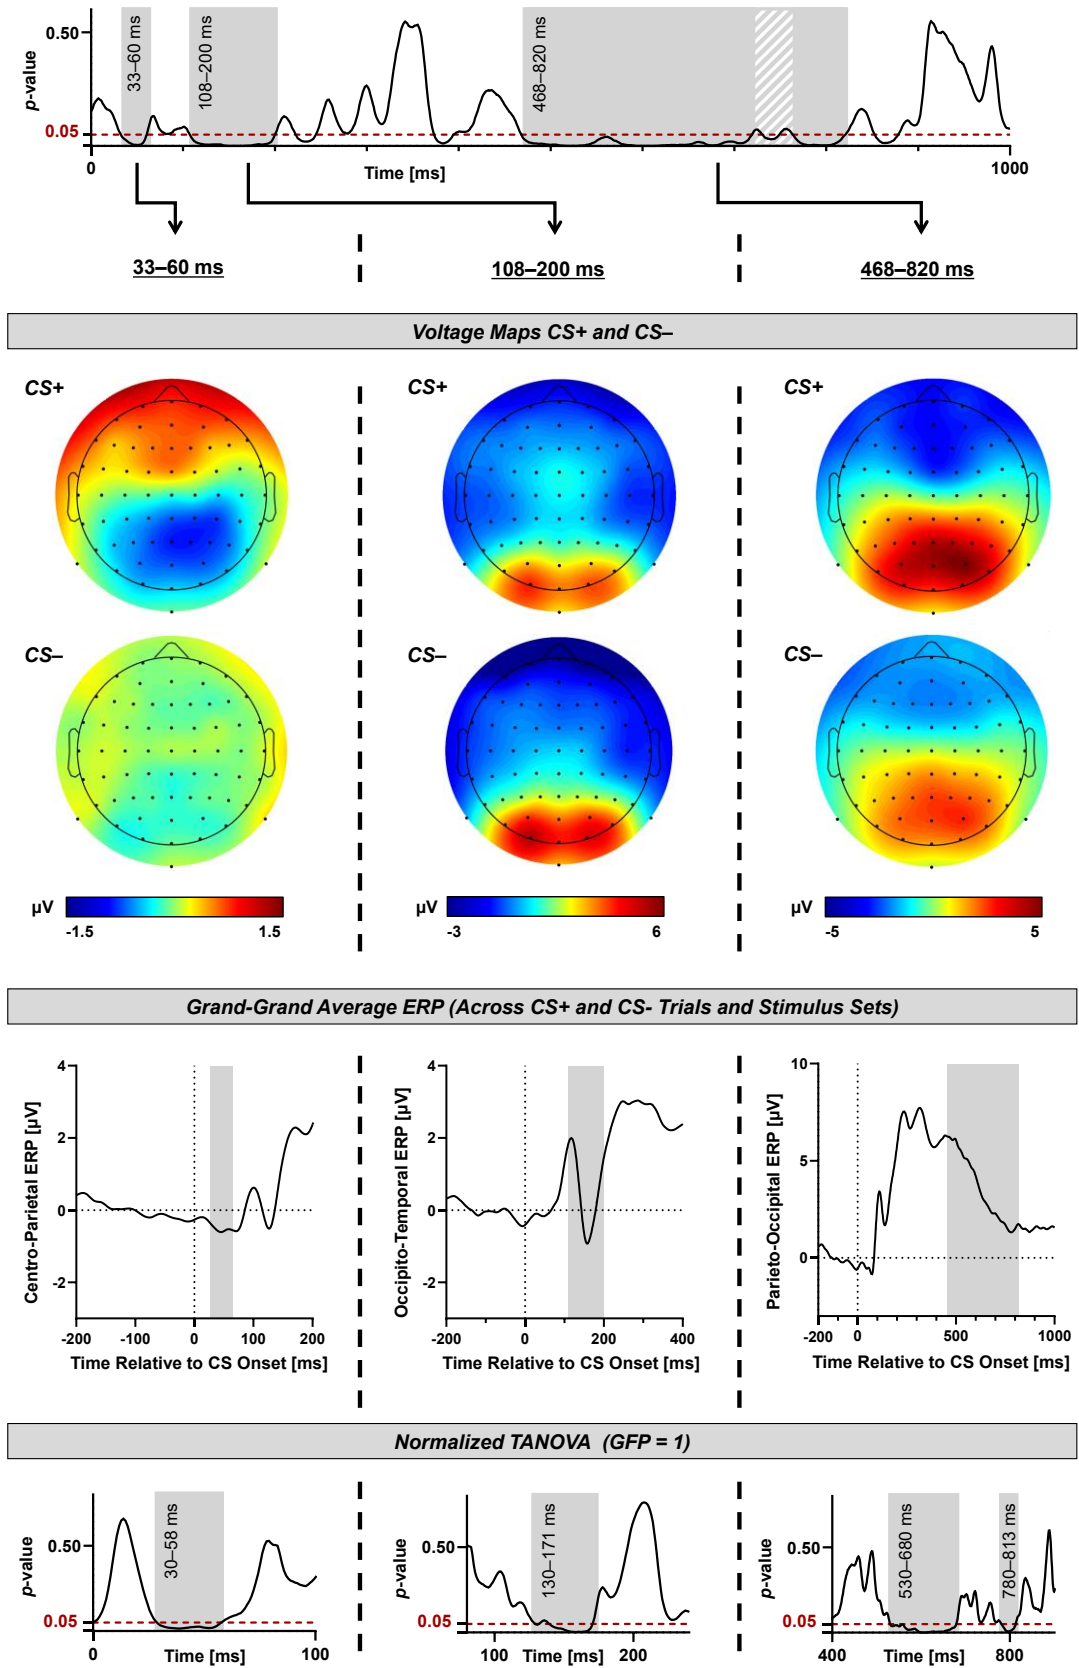 0.50
p-value
0.05
33–60 ms
108–200 ms
468–820 ms
0
Time [ms]
1000
33–60 ms
108–200 ms
468–820 ms
Voltage Maps CS+ and CS–
CS+
CS+
CS+
CS–
CS–
CS–
µV
-1.5
1.5
µV
-3
6
µV
-5
5
Grand-Grand Average ERP (Across CS+ and CS- Trials and Stimulus Sets)
Centro-Parietal ERP [µV]
4
2
0
-2
-200
-100
0
100
200
Time Relative to CS Onset [ms]
Occipito-Temporal ERP [µV]
4
2
0
-2
-200
0
200
400
Time Relative to CS Onset [ms]
Parieto-Occipital ERP [µV]
10
5
0
-200
0
500
1000
Time Relative to CS Onset [ms]
Normalized TANOVA (GFP = 1)
p-value
0.50
0.05
30–58 ms
0
Time [ms]
100
p-value
0.50
0.05
130–171 ms
100
Time [ms]
200
p-value
0.50
0.05
530–680 ms
780–813 ms
400
Time [ms]
800